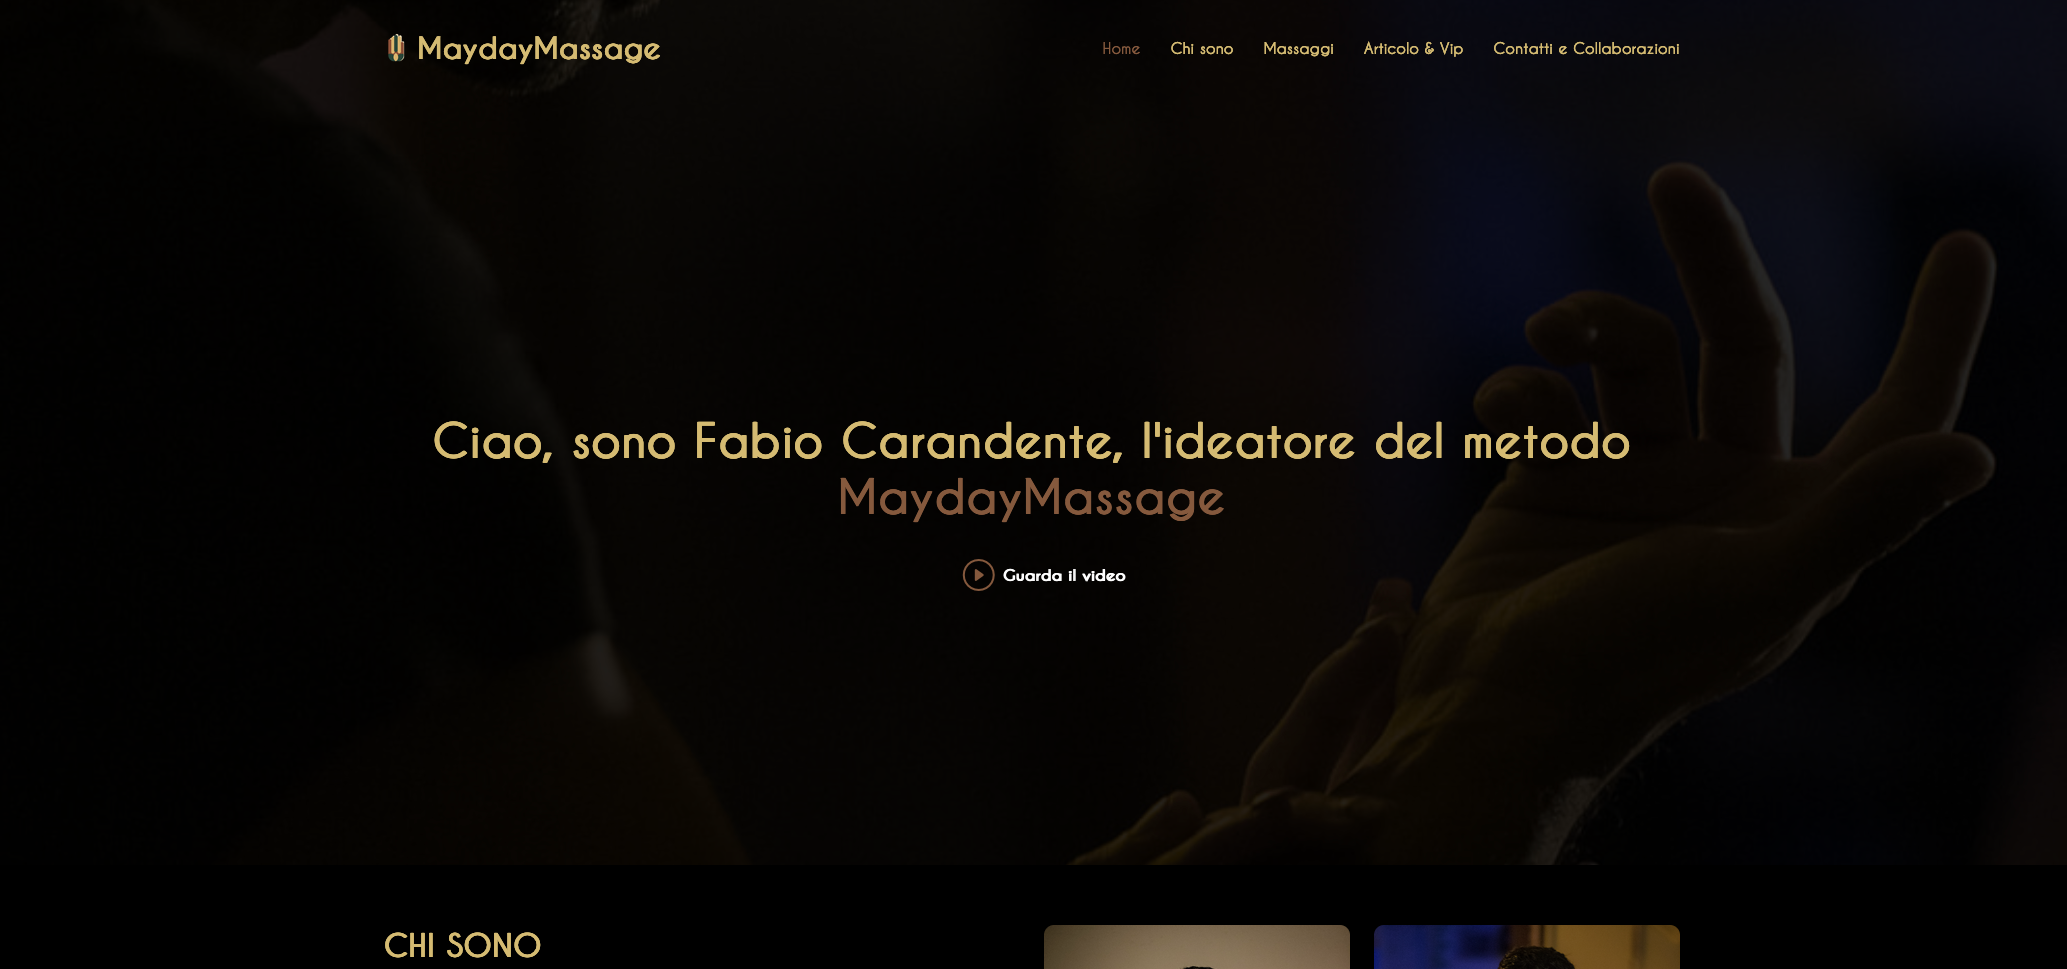 MaydayMassage
Home Chi sono Massaggi Articolo & Vip Contatti e Collaborazioni
Ciao, sono Fabio Carandente, l'ideatore del metodo
MaydayMassage
Guarda il video
CHI SONO